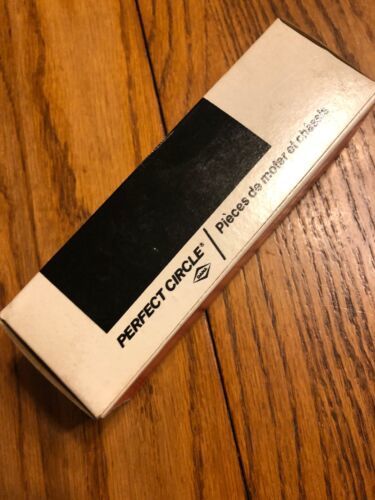 PERFECT CIRCLE®
Pièces de moteur et châssis